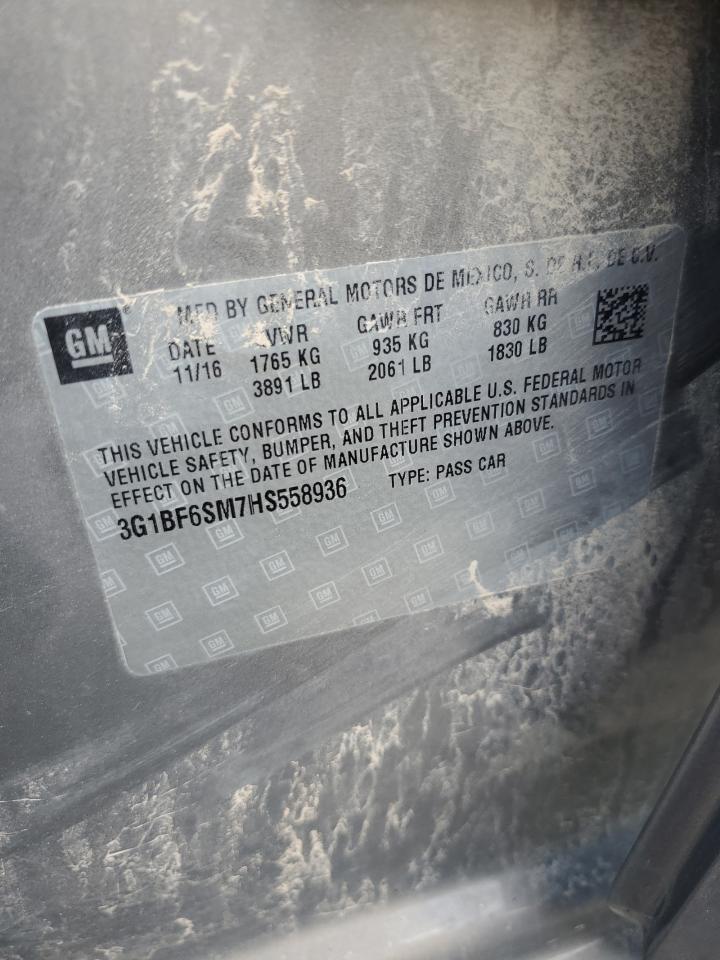 GM
MFD BY GENERAL MOTORS DE MEXICO, S. DE R.L. DE C.V.
DATE GVWR GAWR FRT GAWR RR
11/16 1765 KG 935 KG 830 KG
3891 LB 2061 LB 1830 LB
THIS VEHICLE CONFORMS TO ALL APPLICABLE U.S. FEDERAL MOTOR
VEHICLE SAFETY, BUMPER, AND THEFT PREVENTION STANDARDS IN
EFFECT ON THE DATE OF MANUFACTURE SHOWN ABOVE.
3G1BF6SM7HS558936 TYPE: PASS CAR